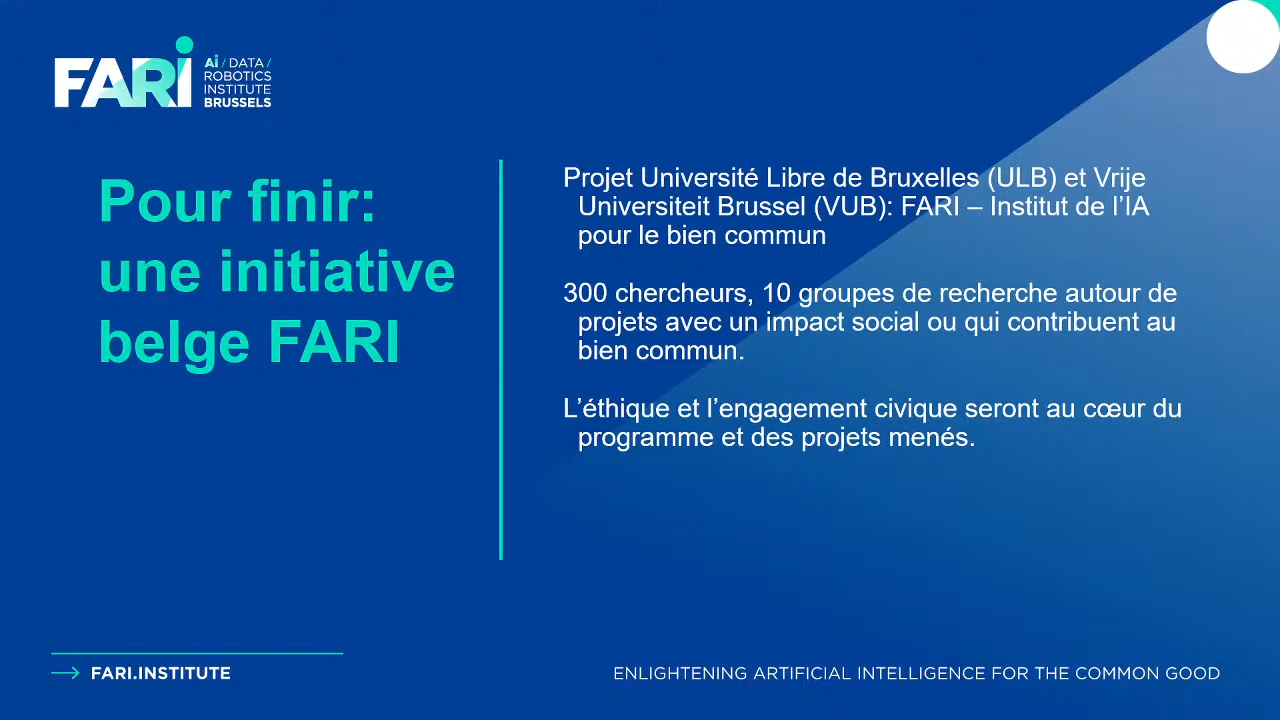 FARi
Ai / DATA /
ROBOTICS
INSTITUTE
BRUSSELS
Pour finir:
une initiative
belge FARI
Projet Université Libre de Bruxelles (ULB) et Vrije
Universiteit Brussel (VUB): FARI – Institut de l’IA
pour le bien commun
300 chercheurs, 10 groupes de recherche autour de
projets avec un impact social ou qui contribuent au
bien commun.
L’éthique et l’engagement civique seront au cœur du
programme et des projets menés.
FARI.INSTITUTE
ENLIGHTENING ARTIFICIAL INTELLIGENCE FOR THE COMMON GOOD